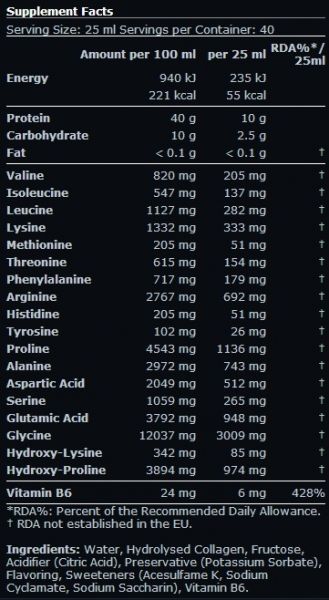 Supplement Facts
Serving Size: 25 ml Servings per Container: 40
Amount per 100 ml per 25 ml RDA%*/25ml
Energy 940 kJ 235 kJ
221 kcal 55 kcal
Protein 40 g 10 g
Carbohydrate 10 g 2.5 g
Fat < 0.1 g < 0.1 g †
Valine 820 mg 205 mg †
Isoleucine 547 mg 137 mg †
Leucine 1127 mg 282 mg †
Lysine 1332 mg 333 mg †
Methionine 205 mg 51 mg †
Threonine 615 mg 154 mg †
Phenylalanine 717 mg 179 mg †
Arginine 2767 mg 692 mg †
Histidine 205 mg 51 mg †
Tyrosine 102 mg 26 mg †
Proline 4543 mg 1136 mg †
Alanine 2972 mg 743 mg †
Aspartic Acid 2049 mg 512 mg †
Serine 1059 mg 265 mg †
Glutamic Acid 3792 mg 948 mg †
Glycine 12037 mg 3009 mg †
Hydroxy-Lysine 342 mg 85 mg †
Hydroxy-Proline 3894 mg 974 mg †
Vitamin B6 24 mg 6 mg 428%
*RDA%: Percent of the Recommended Daily Allowance.
† RDA not established in the EU.
Ingredients: Water, Hydrolysed Collagen, Fructose,
Acidifier (Citric Acid), Preservative (Potassium Sorbate),
Flavoring, Sweeteners (Acesulfame K, Sodium
Cyclamate, Sodium Saccharin), Vitamin B6.